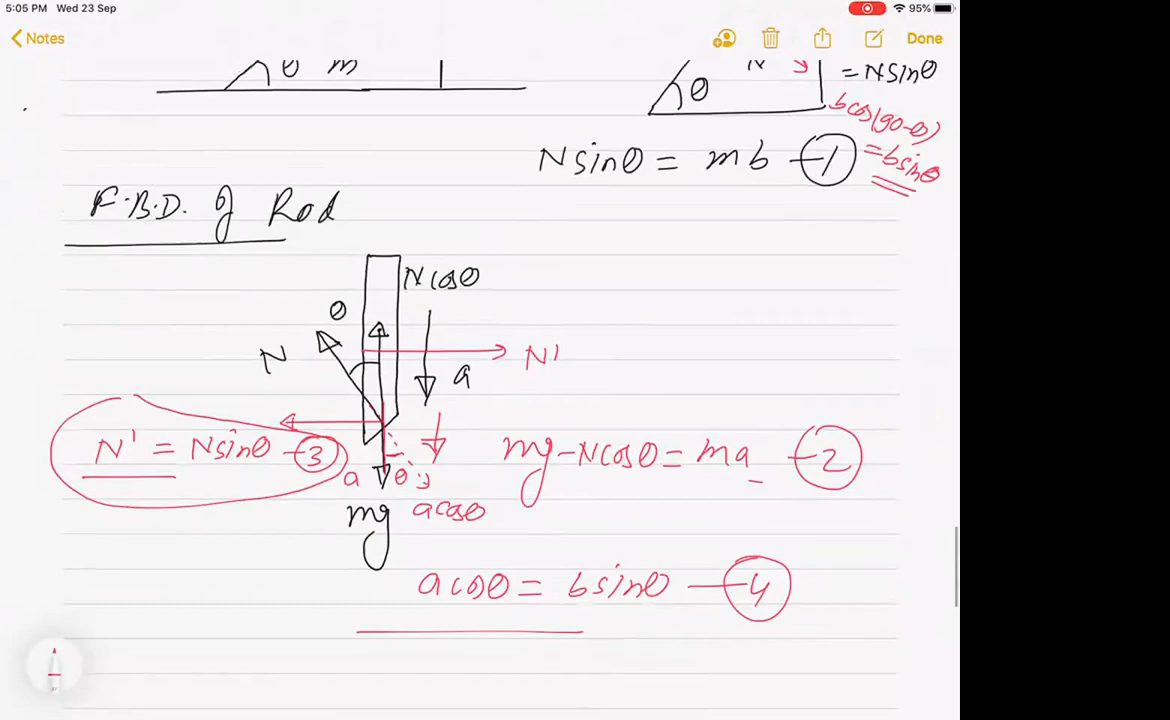 5:05 PM Wed 23 Sep
95%
Notes
Done
θ m
N
= N sinθ
θ
b cos(90-θ)
= b sinθ
N sinθ = mb — 1
F.B.D. of Rod
N cosθ
θ
N
N'
a
N' = N sinθ — 3
mg - N cosθ = ma — 2
a θ
mg
a cosθ
a cosθ = b sinθ — 4